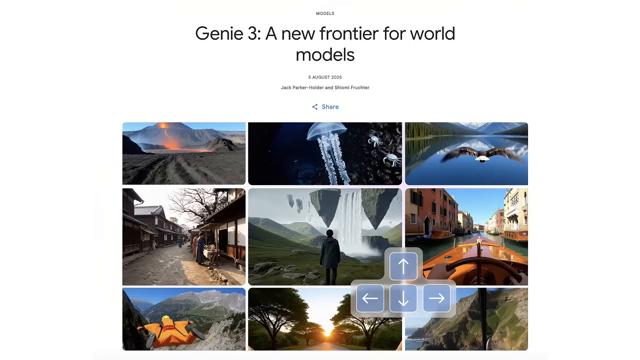 MODELS
Genie 3: A new frontier for world
models
5 AUGUST 2025
Jack Parker-Holder and Shlomi Fruchter
Share